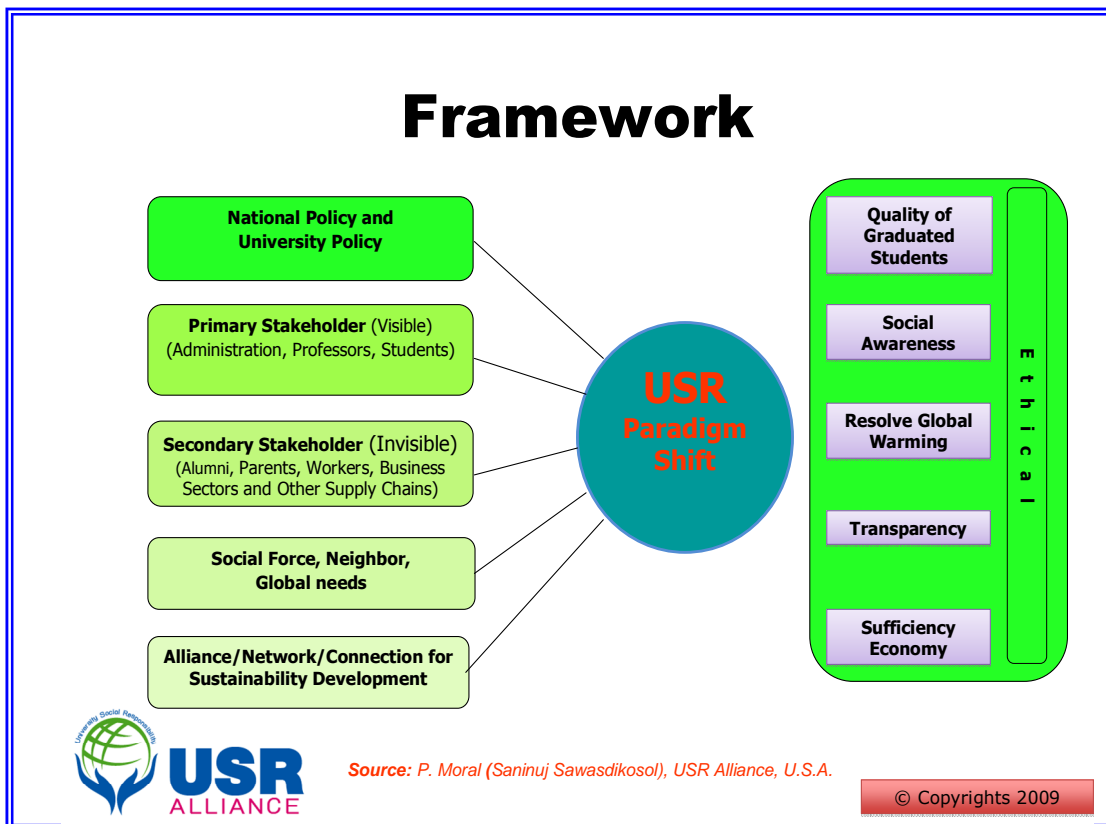 Framework
National Policy and
University Policy
Primary Stakeholder (Visible)
(Administration, Professors, Students)
Secondary Stakeholder (Invisible)
(Alumni, Parents, Workers, Business
Sectors and Other Supply Chains)
Social Force, Neighbor,
Global needs
Alliance/Network/Connection for
Sustainability Development
USR
Paradigm
Shift
Quality of
Graduated
Students
Social
Awareness
Resolve Global
Warming
Transparency
Sufficiency
Economy
Ethical
University Social Responsibility
USR
ALLIANCE
Source: P. Moral (Saninuj Sawasdikosol), USR Alliance, U.S.A.
© Copyrights 2009